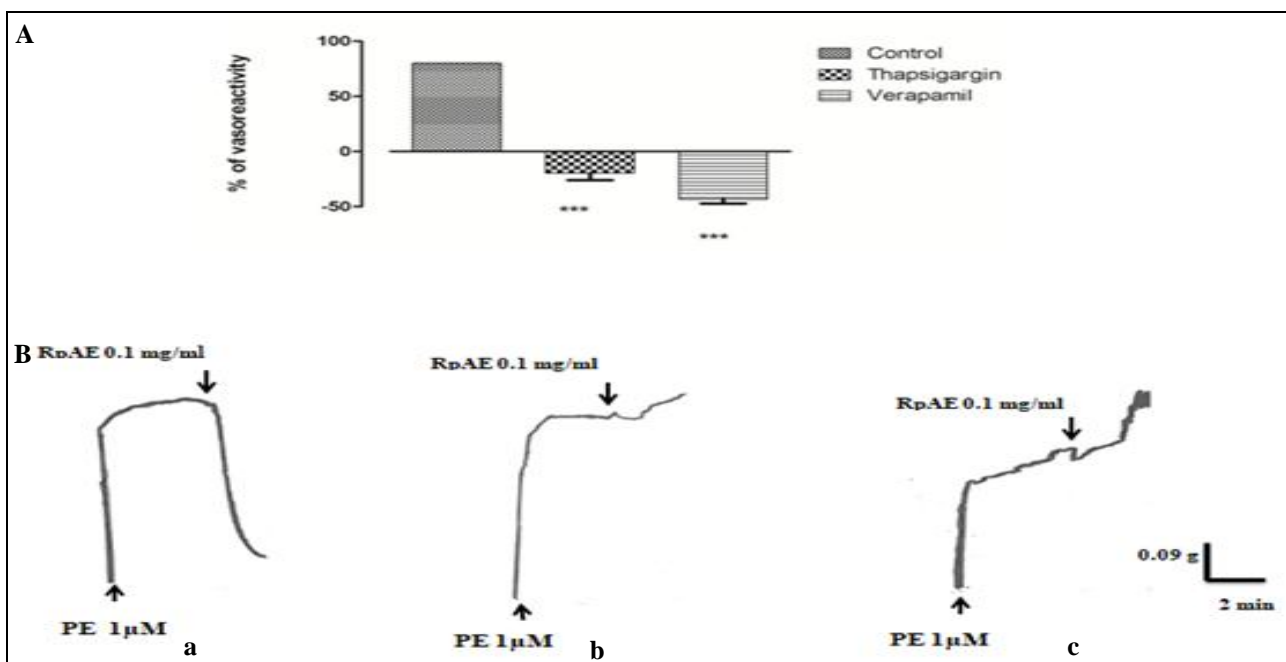 A
100
50
0
-50
% of vasoreactivity
Control
Thapsigargin
Verapamil
***
***
B
RpAE 0.1 mg/ml
PE 1µM
a
RpAE 0.1 mg/ml
PE 1µM
b
RpAE 0.1 mg/ml
PE 1µM
c
0.09 g
2 min